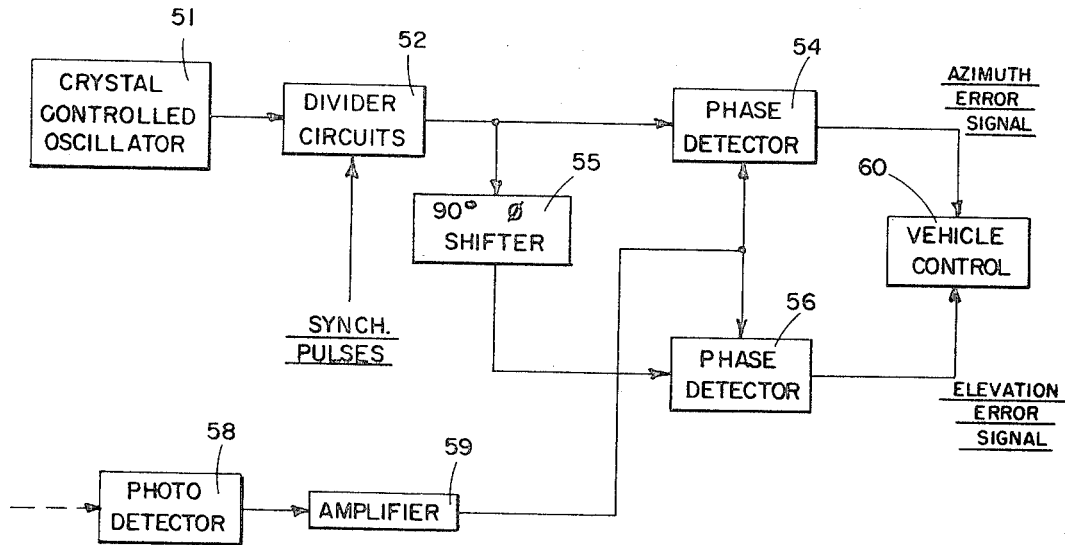 51
CRYSTAL
CONTROLLED
OSCILLATOR
52
DIVIDER
CIRCUITS
54
PHASE
DETECTOR
AZIMUTH
ERROR
SIGNAL
55
90° Ø
SHIFTER
60
VEHICLE
CONTROL
SYNCH.
PULSES
56
PHASE
DETECTOR
ELEVATION
ERROR
SIGNAL
58
PHOTO
DETECTOR
59
AMPLIFIER